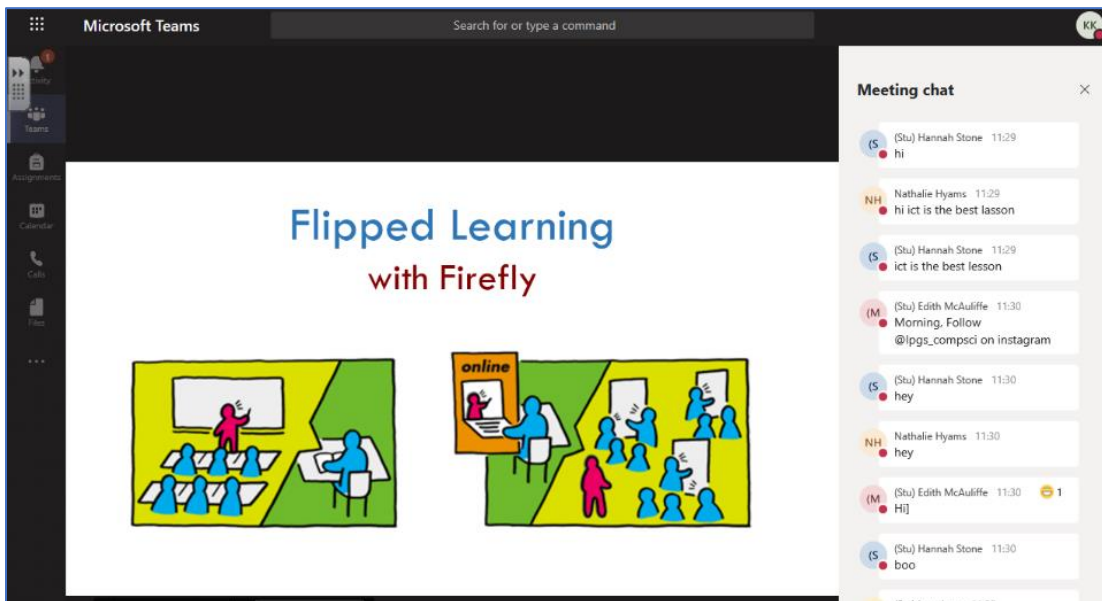 Microsoft Teams
Search for or type a command
KK
1
Teams
Assignments
Calendar
Calls
Files
Flipped Learning
with Firefly
online
Meeting chat
(S
(Stu) Hannah Stone 11:29
hi
NH
Nathalie Hyams 11:29
hi ict is the best lasson
(S
(Stu) Hannah Stone 11:29
ict is the best lesson
(M
(Stu) Edith McAuliffe 11:30
Morning, Follow
@lpgs_compsci on instagram
(S
(Stu) Hannah Stone 11:30
hey
NH
Nathalie Hyams 11:30
hey
(M
(Stu) Edith McAuliffe 11:30 1
Hi]
(S
(Stu) Hannah Stone 11:30
boo